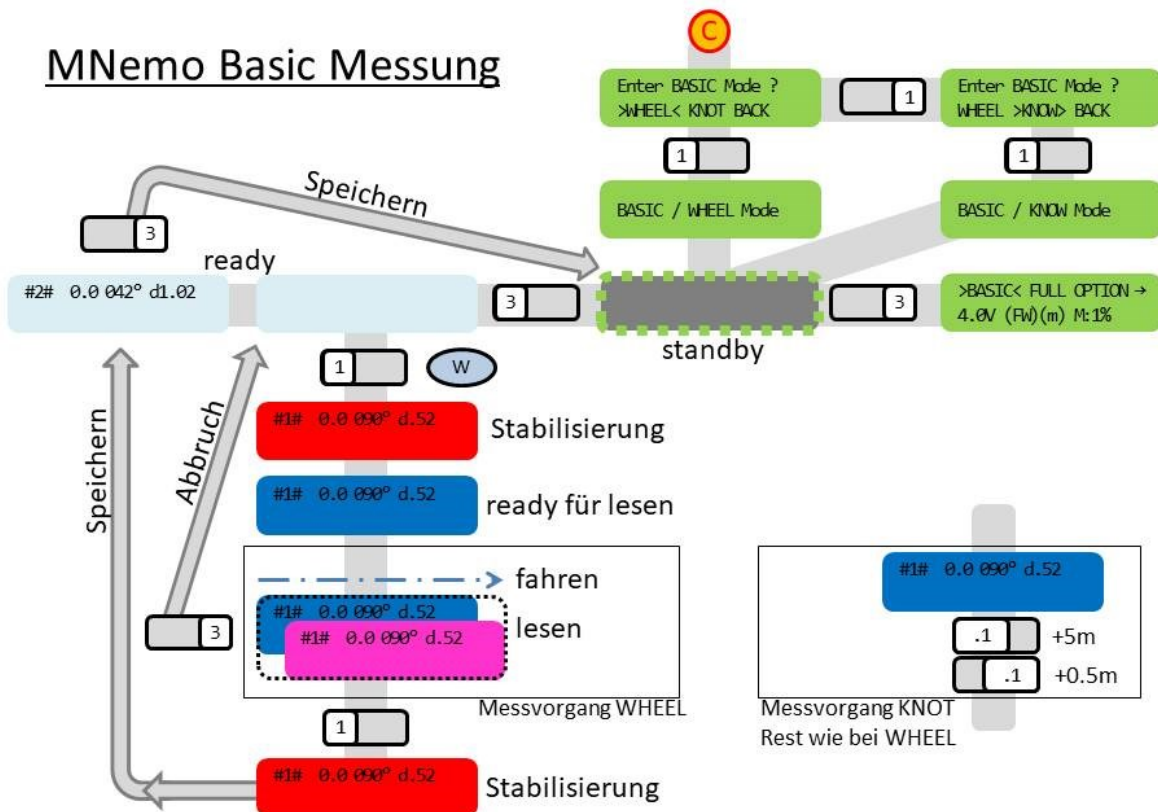 MNemo Basic Messung
C
Enter BASIC Mode ?
>WHEEL< KNOT BACK
1
Enter BASIC Mode ?
WHEEL >KNOW> BACK
1
1
Speichern
BASIC / WHEEL Mode
BASIC / KNOW Mode
3
ready
#2# 0.0 042° d1.02
3
3
>BASIC< FULL OPTION →
4.0V (FW)(m) M:1%
standby
1
W
Speichern
Abbruch
#1# 0.0 090° d.52
Stabilisierung
#1# 0.0 090° d.52
ready für lesen
fahren
#1# 0.0 090° d.52
lesen
#1# 0.0 090° d.52
3
Messvorgang WHEEL
#1# 0.0 090° d.52
.1
+5m
.1
+0.5m
Messvorgang KNOT
Rest wie bei WHEEL
1
#1# 0.0 090° d.52
Stabilisierung